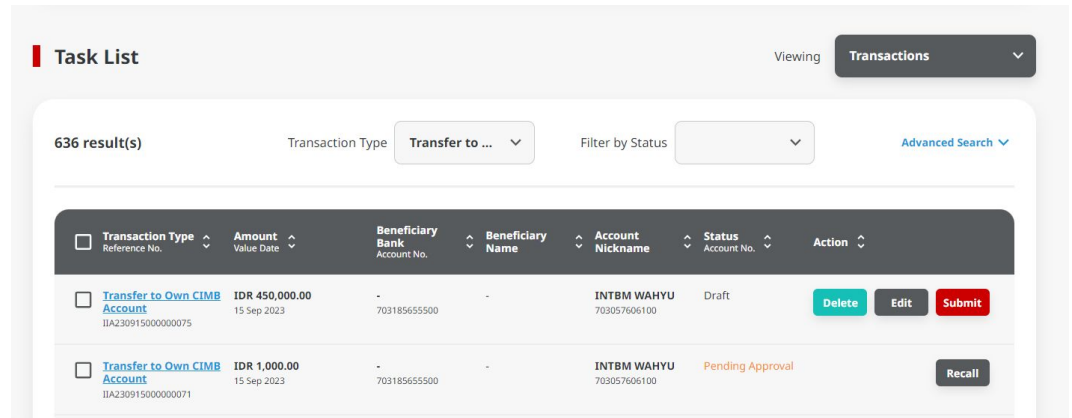 Task List
Viewing
Transactions
636 result(s)
Transaction Type
Transfer to ...
Filter by Status
Advanced Search
Transaction Type
Reference No.
Amount
Value Date
Beneficiary
Bank
Account No.
Beneficiary
Name
Account
Nickname
Status
Account No.
Action
Transfer to Own CIMB
Account
IIA230915000000075
IDR 450,000.00
15 Sep 2023
-
703185655500
-
INTBM WAHYU
703057606100
Draft
Delete
Edit
Submit
Transfer to Own CIMB
Account
IIA230915000000071
IDR 1,000.00
15 Sep 2023
-
703185655500
-
INTBM WAHYU
703057606100
Pending Approval
Recall